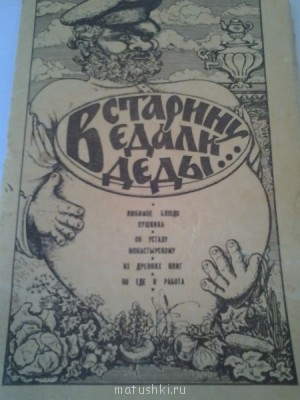 В СТАРИНУ
ЕДАЛИ
ДЕДЫ...
ЛЮБИМОЕ БЛЮДО
ПУШКИНА
ПО УСТАВУ
МОНАСТЫРСКОМУ
ИЗ ДРЕВНИХ КНИГ
ПО ЕДЕ И РАБОТА
matushki.ru